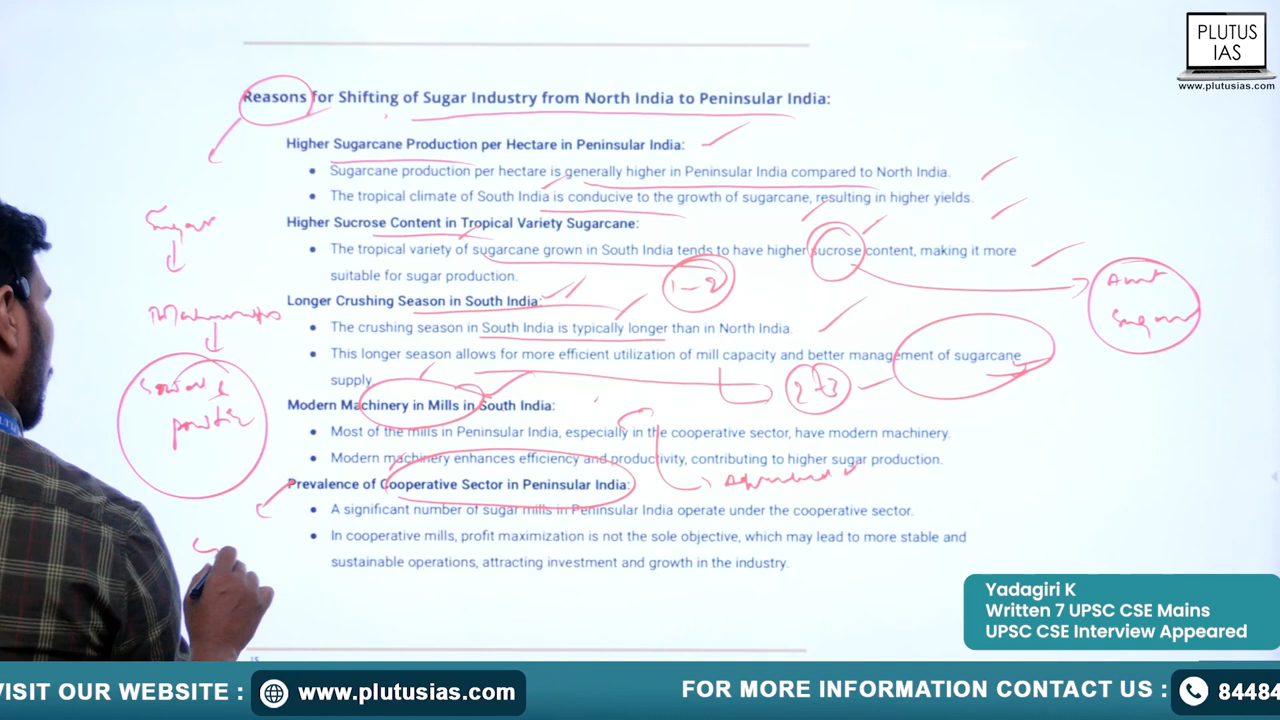 PLUTUS
IAS
www.plutusias.com
Reasons for Shifting of Sugar Industry from North India to Peninsular India:
Higher Sugarcane Production per Hectare in Peninsular India:
• Sugarcane production per hectare is generally higher in Peninsular India compared to North India.
• The tropical climate of South India is conducive to the growth of sugarcane, resulting in higher yields.
Sugar
Higher Sucrose Content in Tropical Variety Sugarcane:
• The tropical variety of sugarcane grown in South India tends to have higher sucrose content, making it more
suitable for sugar production.
1-2
Amt
Sugar
Longer Crushing Season in South India:
• The crushing season in South India is typically longer than in North India.
• This longer season allows for more efficient utilization of mill capacity and better management of sugarcane
supply.
2 to 3
Modern Machinery in Mills in South India:
• Most of the mills in Peninsular India, especially in the cooperative sector, have modern machinery.
• Modern machinery enhances efficiency and productivity, contributing to higher sugar production.
Prevalence of Cooperative Sector in Peninsular India:
• A significant number of sugar mills in Peninsular India operate under the cooperative sector.
• In cooperative mills, profit maximization is not the sole objective, which may lead to more stable and
sustainable operations, attracting investment and growth in the industry.
15
Yadagiri K
Written 7 UPSC CSE Mains
UPSC CSE Interview Appeared
VISIT OUR WEBSITE : www.plutusias.com
FOR MORE INFORMATION CONTACT US : 84484